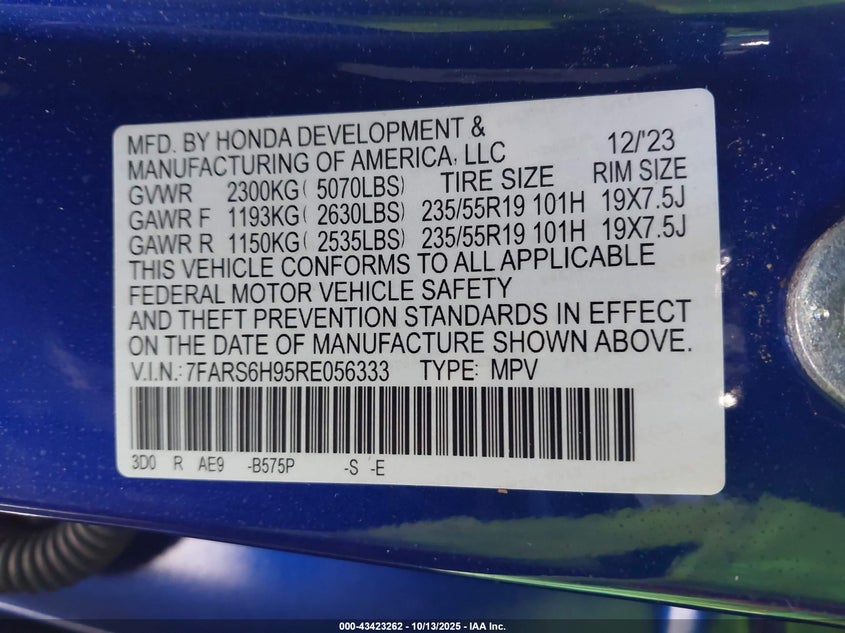 MFD. BY HONDA DEVELOPMENT &
MANUFACTURING OF AMERICA, LLC 12/'23
GVWR 2300KG( 5070LBS) TIRE SIZE RIM SIZE
GAWR F 1193KG( 2630LBS) 235/55R19 101H 19X7.5J
GAWR R 1150KG( 2535LBS) 235/55R19 101H 19X7.5J
THIS VEHICLE CONFORMS TO ALL APPLICABLE
FEDERAL MOTOR VEHICLE SAFETY
AND THEFT PREVENTION STANDARDS IN EFFECT
ON THE DATE OF MANUFACTURE SHOWN ABOVE.
V.I.N.:7FARS6H95RE056333 TYPE: MPV
3D0 R AE9 -B575P -S -E
000-43423262 - 10/13/2025 - IAA Inc.